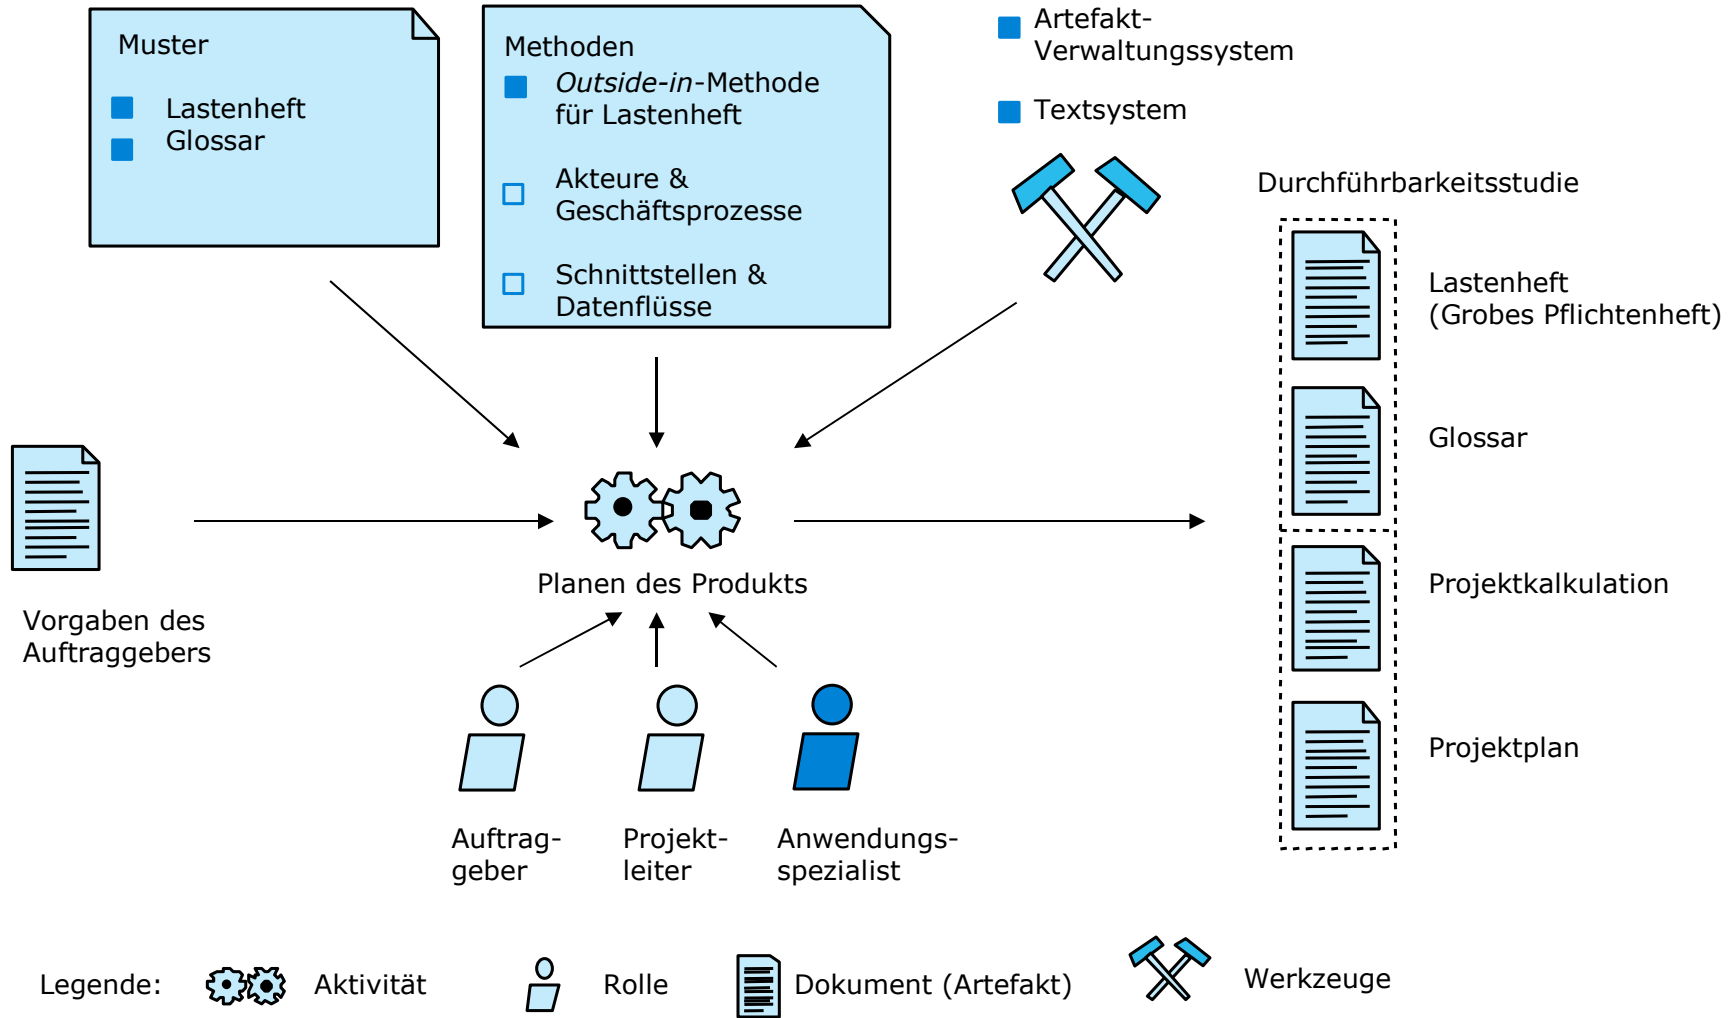 Muster
Lastenheft
Glossar
Methoden
Outside-in-Methode
für Lastenheft
Akteure &
Geschäftsprozesse
Schnittstellen &
Datenflüsse
Artefakt-
Verwaltungssystem
Textsystem
Durchführbarkeitsstudie
Lastenheft
(Grobes Pflichtenheft)
Glossar
Projektkalkulation
Projektplan
Vorgaben des
Auftraggebers
Planen des Produkts
Auftrag-
geber
Projekt-
leiter
Anwendungs-
spezialist
Legende:
Aktivität
Rolle
Dokument (Artefakt)
Werkzeuge